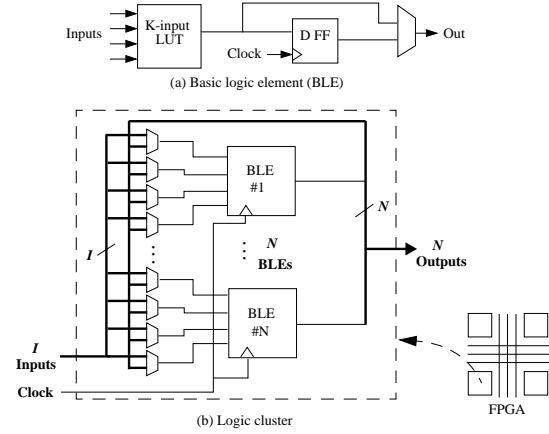 Inputs
K-input
LUT
D FF
Clock
Out
(a) Basic logic element (BLE)
BLE
#1
I
N
N
BLEs
N
Outputs
BLE
#N
I
Inputs
Clock
(b) Logic cluster
FPGA